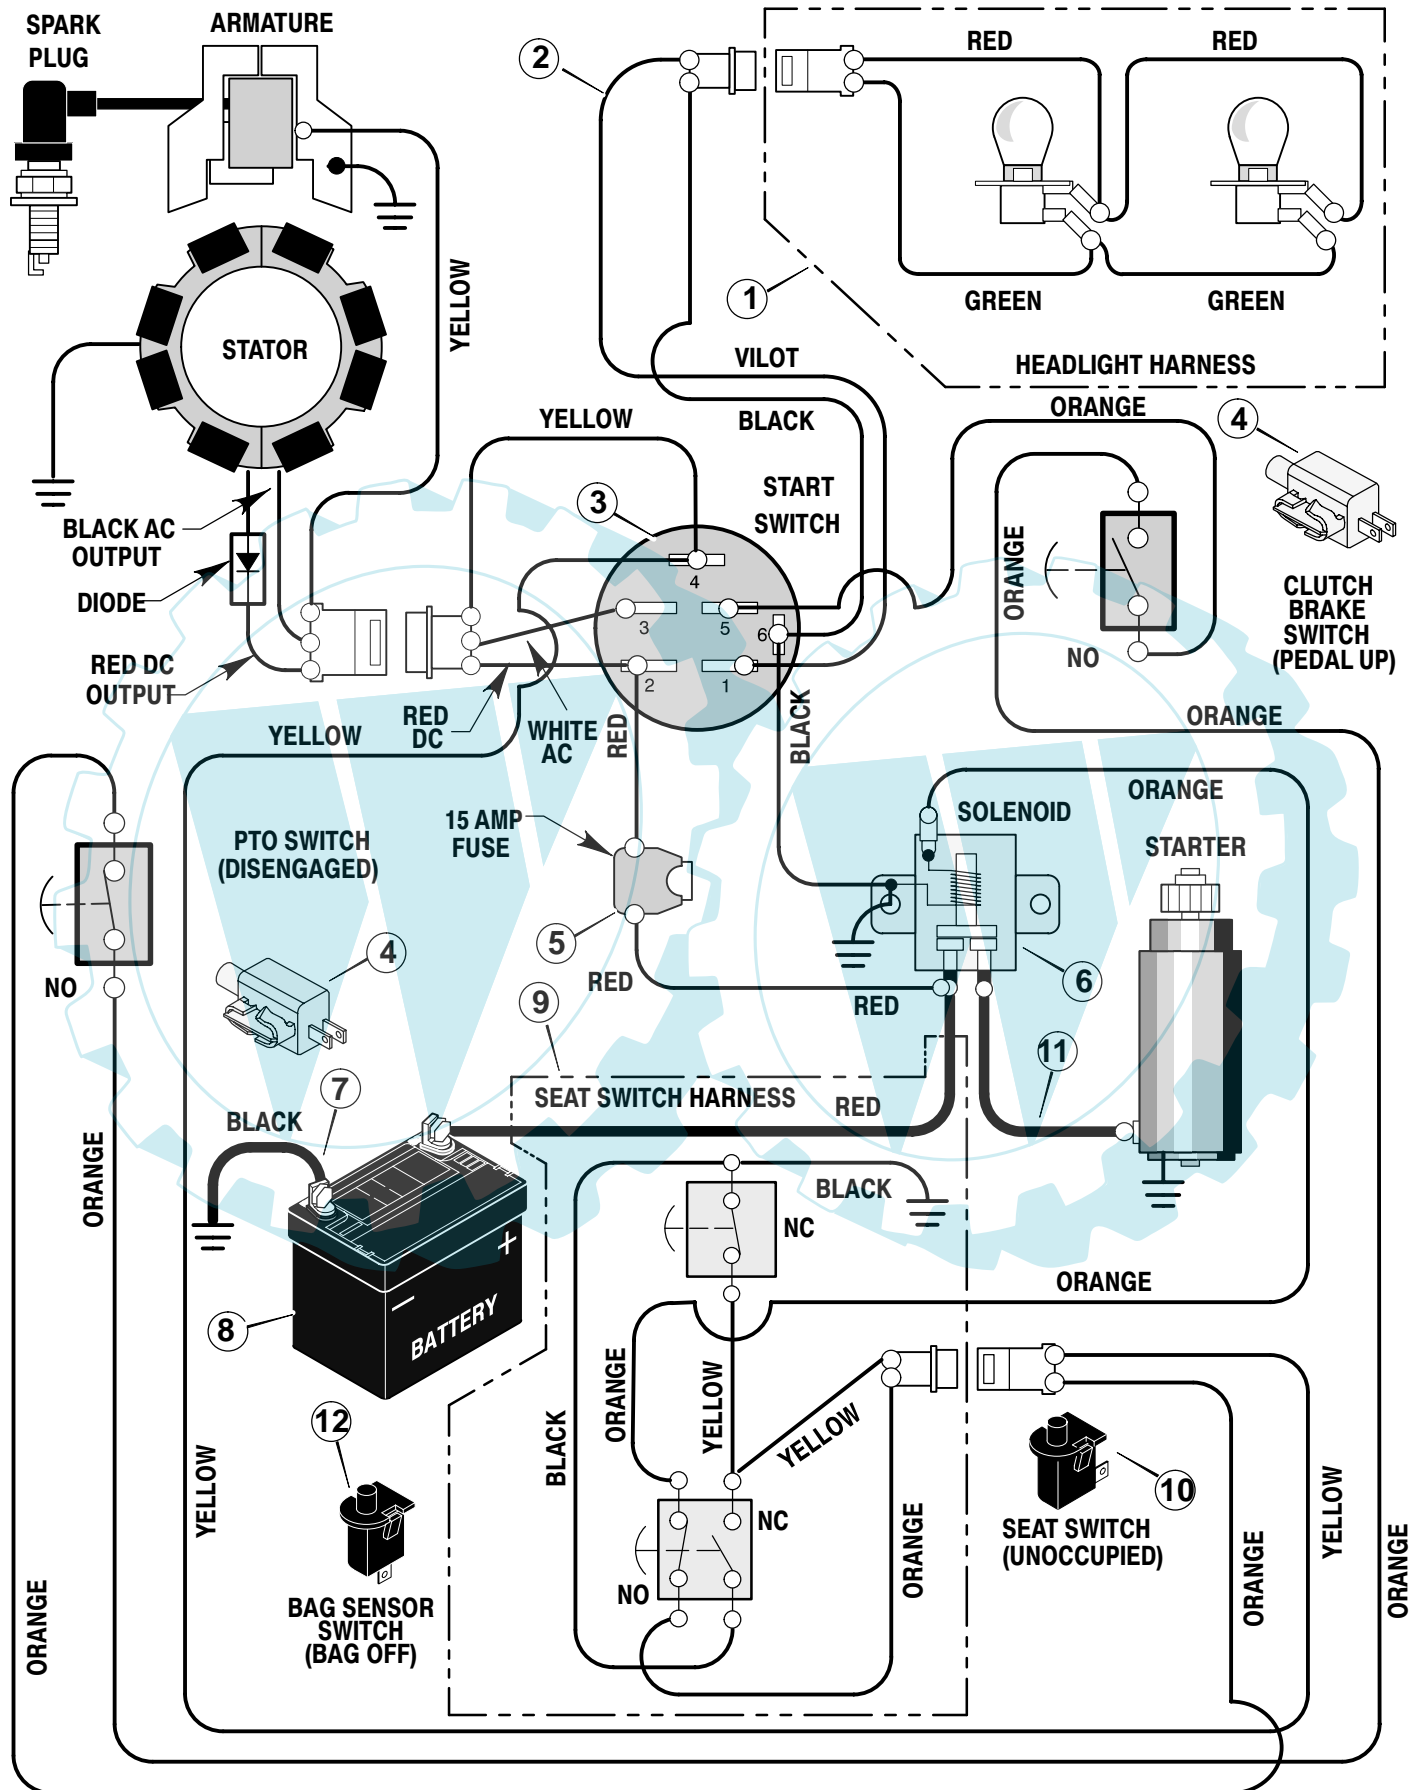 SPARK
PLUG
ARMATURE
2
RED
RED
1
GREEN
GREEN
HEADLIGHT HARNESS
STATOR
YELLOW
VILOT
BLACK
YELLOW
ORANGE
4
START
SWITCH
3
BLACK AC
OUTPUT
DIODE
RED DC
OUTPUT
4
3
5
6
2
1
ORANGE
CLUTCH
BRAKE
SWITCH
(PEDAL UP)
NO
ORANGE
YELLOW
RED
DC
WHITE
AC
RED
BLACK
15 AMP
FUSE
5
PTO SWITCH
(DISENGAGED)
NO
4
SOLENOID
ORANGE
STARTER
6
RED
RED
9
11
SEAT SWITCH HARNESS
RED
7
BLACK
ORANGE
BLACK
NC
+
−
BATTERY
8
ORANGE
ORANGE
YELLOW
YELLOW
BLACK
12
YELLOW
NC
NO
ORANGE
10
SEAT SWITCH
(UNOCCUPIED)
BAG SENSOR
SWITCH
(BAG OFF)
ORANGE
YELLOW
ORANGE
ORANGE